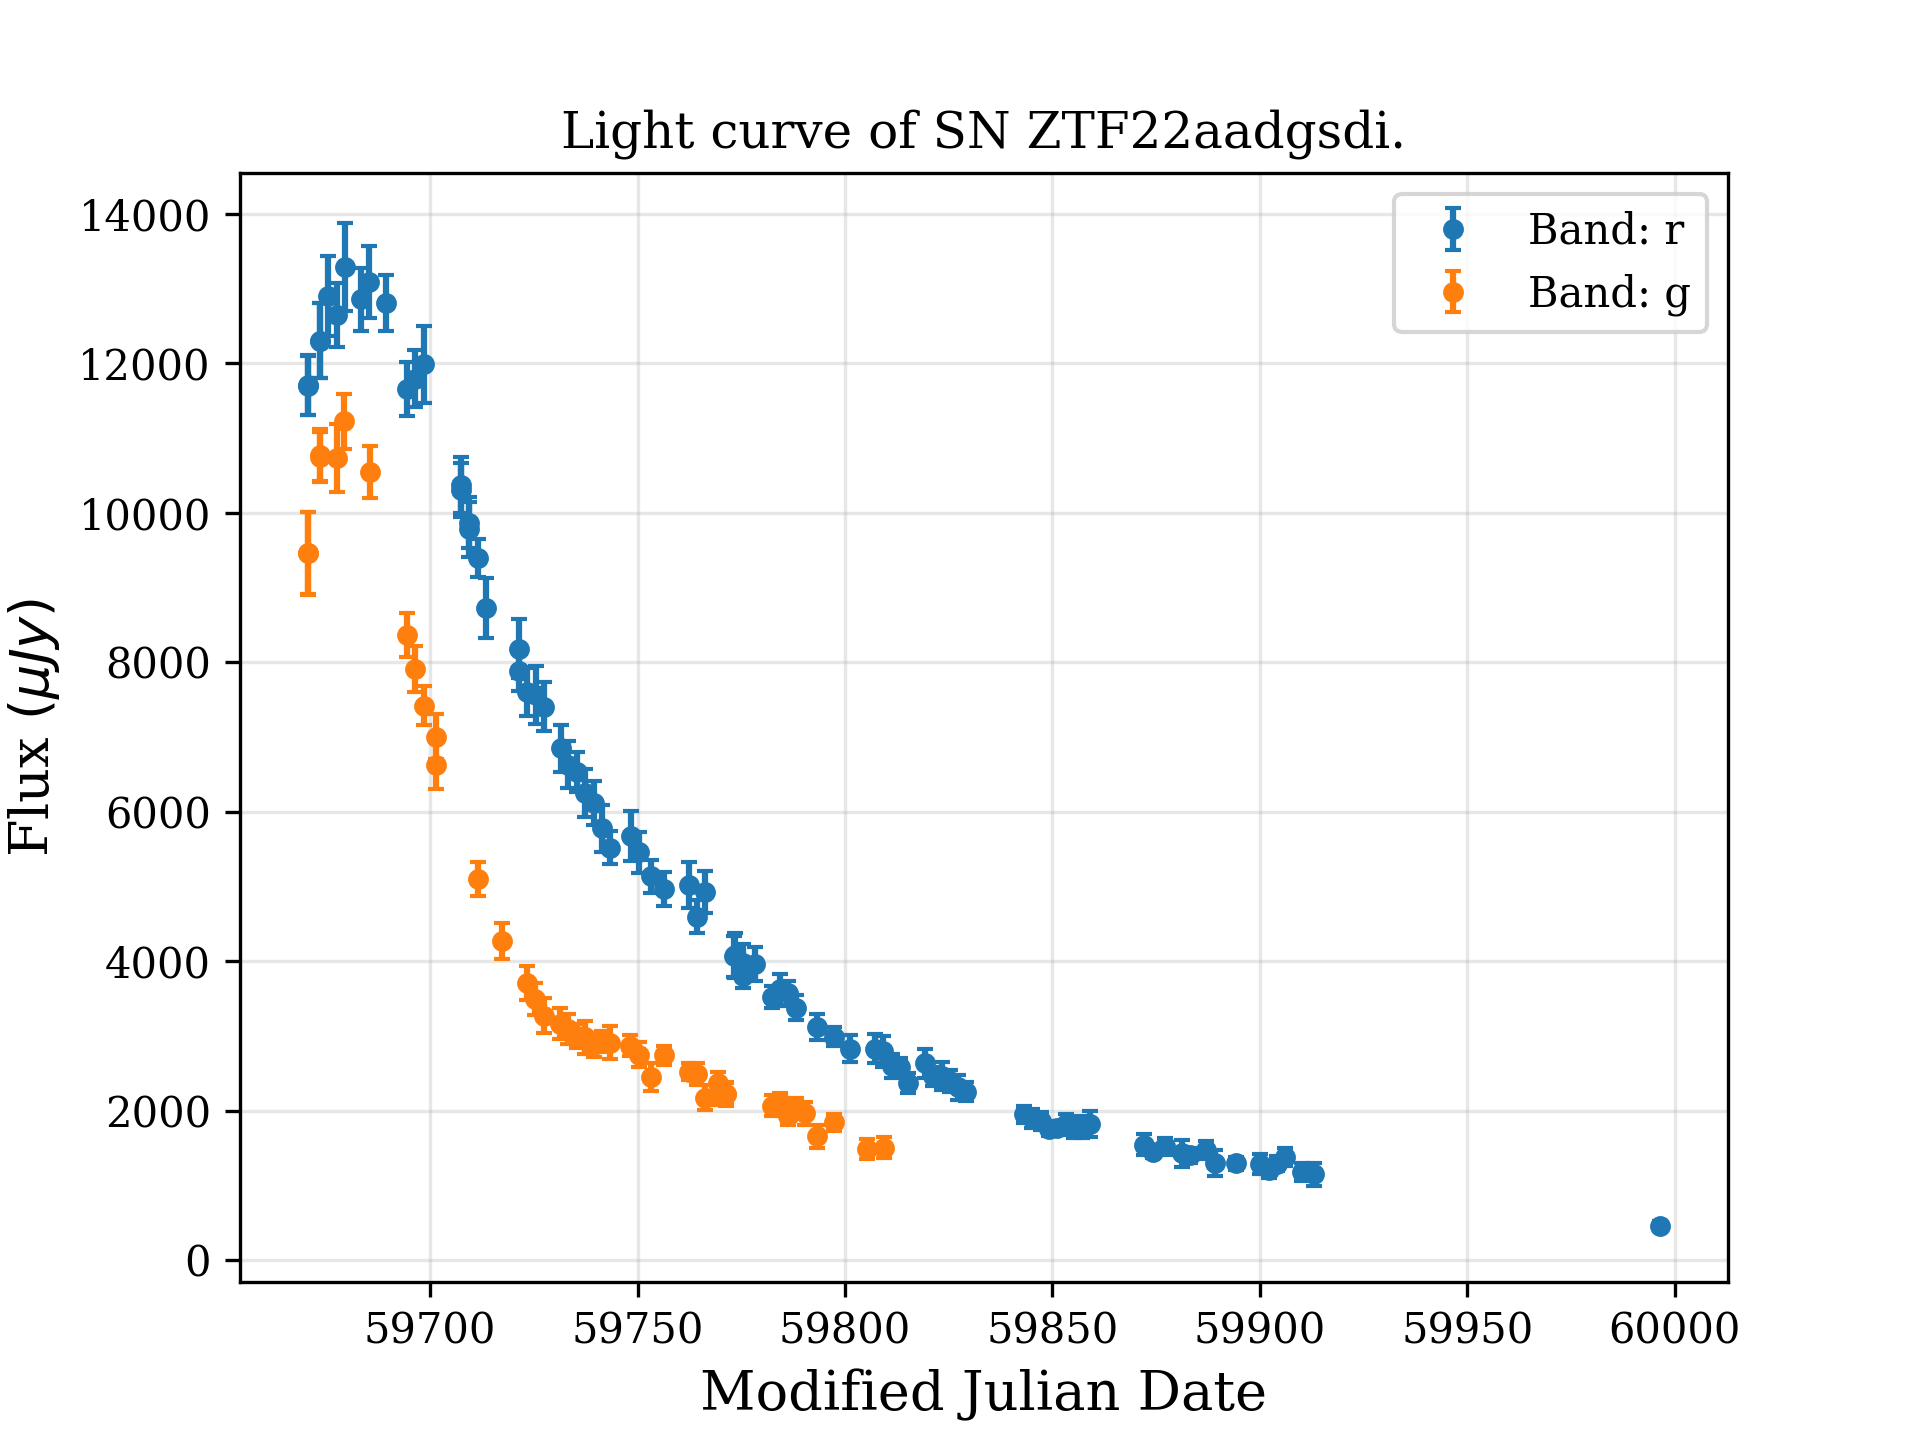 Light curve of SN ZTF22aadgsdi.
Band: r
Band: g
14000
12000
10000
8000
6000
4000
2000
0
Flux (μJy)
59700 59750 59800 59850 59900 59950 60000
Modified Julian Date